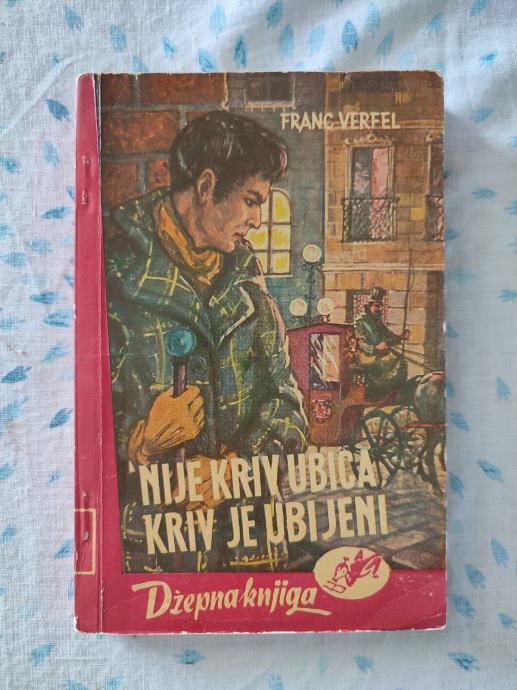 FRANC VERFEL
NIJE KRIV UBICA
KRIV JE UBIJENI
Džepna knjiga